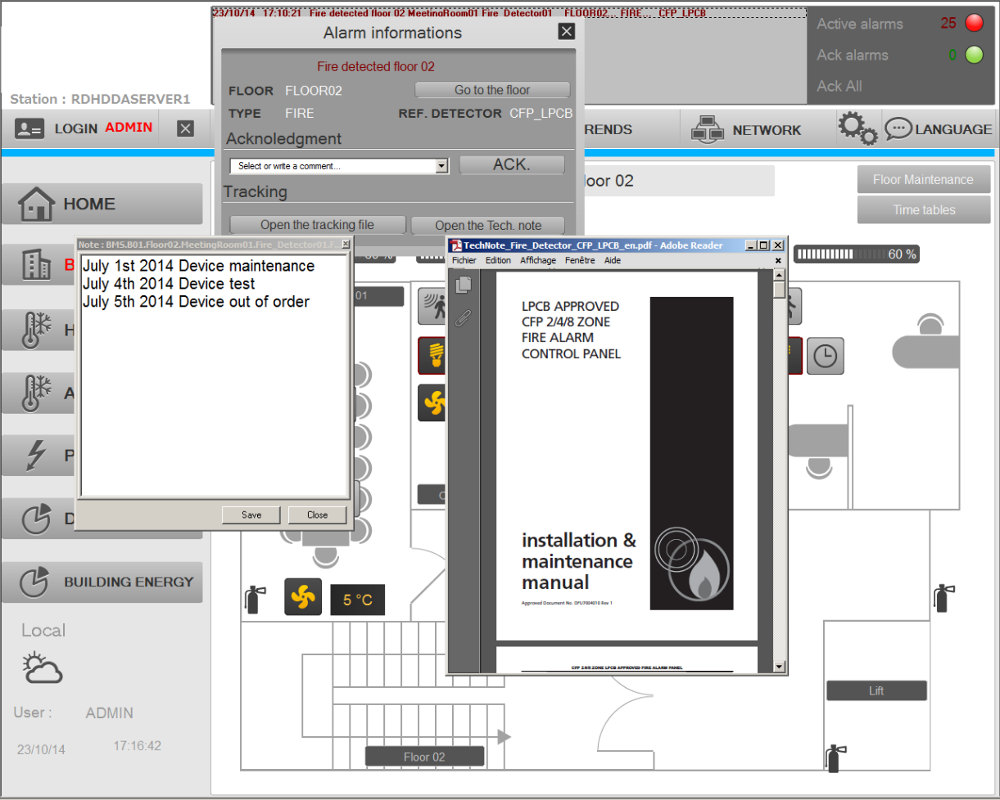 23/10/14 17:10:21 Fire detected floor 02 MeetingRoom01 Fire_Detector01 FLOOR02... FIRE... CFP_LPCB
Alarm informations
Active alarms 25
Ack alarms 0
Ack All
Station : RDHDDASERVER1
Fire detected floor 02
FLOOR FLOOR02 Go to the floor
TYPE FIRE REF. DETECTOR CFP_LPCB
Acknoledgment
Select or write a comment... ACK.
Tracking
Open the tracking file Open the Tech. note
LOGIN ADMIN
RENDS NETWORK LANGUAGE
loor 02
Floor Maintenance
Time tables
HOME
B
H
A
P
D
BUILDING ENERGY
Note : BMS.B01.Floor02.MeetingRoom01.Fire_Detector01.F...
July 1st 2014 Device maintenance
July 4th 2014 Device test
July 5th 2014 Device out of order
Save Close
TechNote_Fire_Detector_CFP_LPCB_en.pdf - Adobe Reader
Fichier Edition Affichage Fenêtre Aide
LPCB APPROVED
CFP 2/4/8 ZONE
FIRE ALARM
CONTROL PANEL
installation &
maintenance
manual
Approved Document No. DFU7004010 Rev 1
CFP 2/4/8 ZONE LPCB APPROVED FIRE ALARM PANEL
60 %
01
5 °C
Lift
Floor 02
Local
User : ADMIN
23/10/14 17:16:42